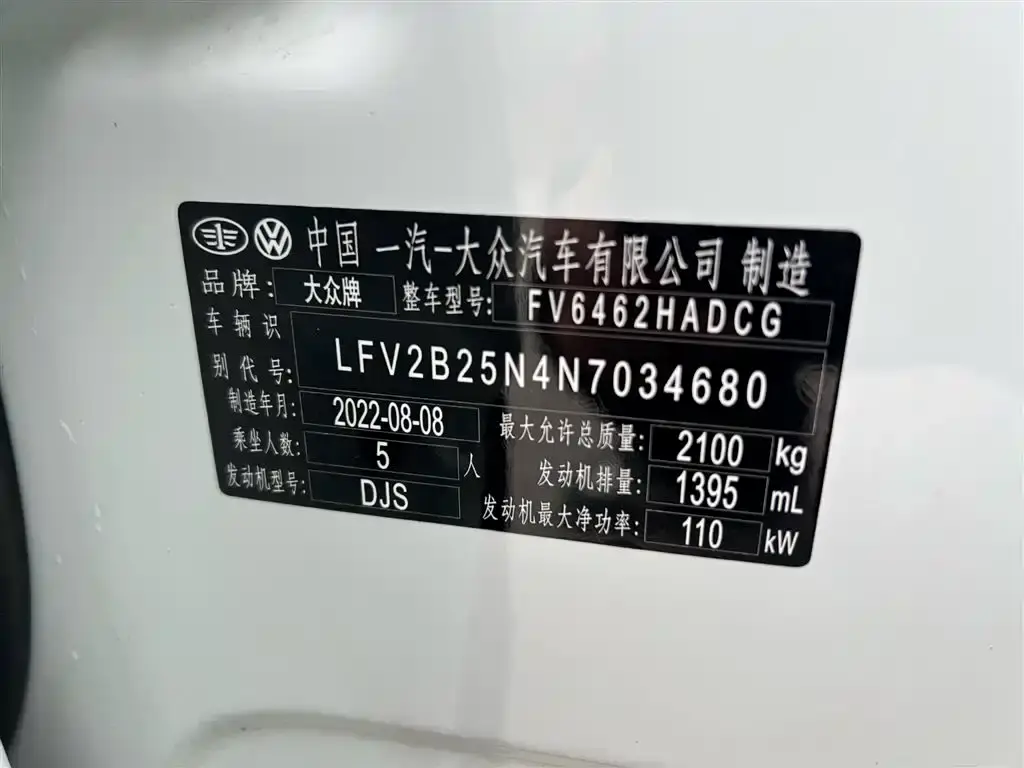 中国 一汽-大众汽车有限公司 制造
品牌: 大众牌 整车型号: FV6462HADCG
车辆识别代号: LFV2B25N4N7034680
制造年月: 2022-08-08 最大允许总质量: 2100 kg
乘坐人数: 5 人 发动机排量: 1395 mL
发动机型号: DJS 发动机最大净功率: 110 kW